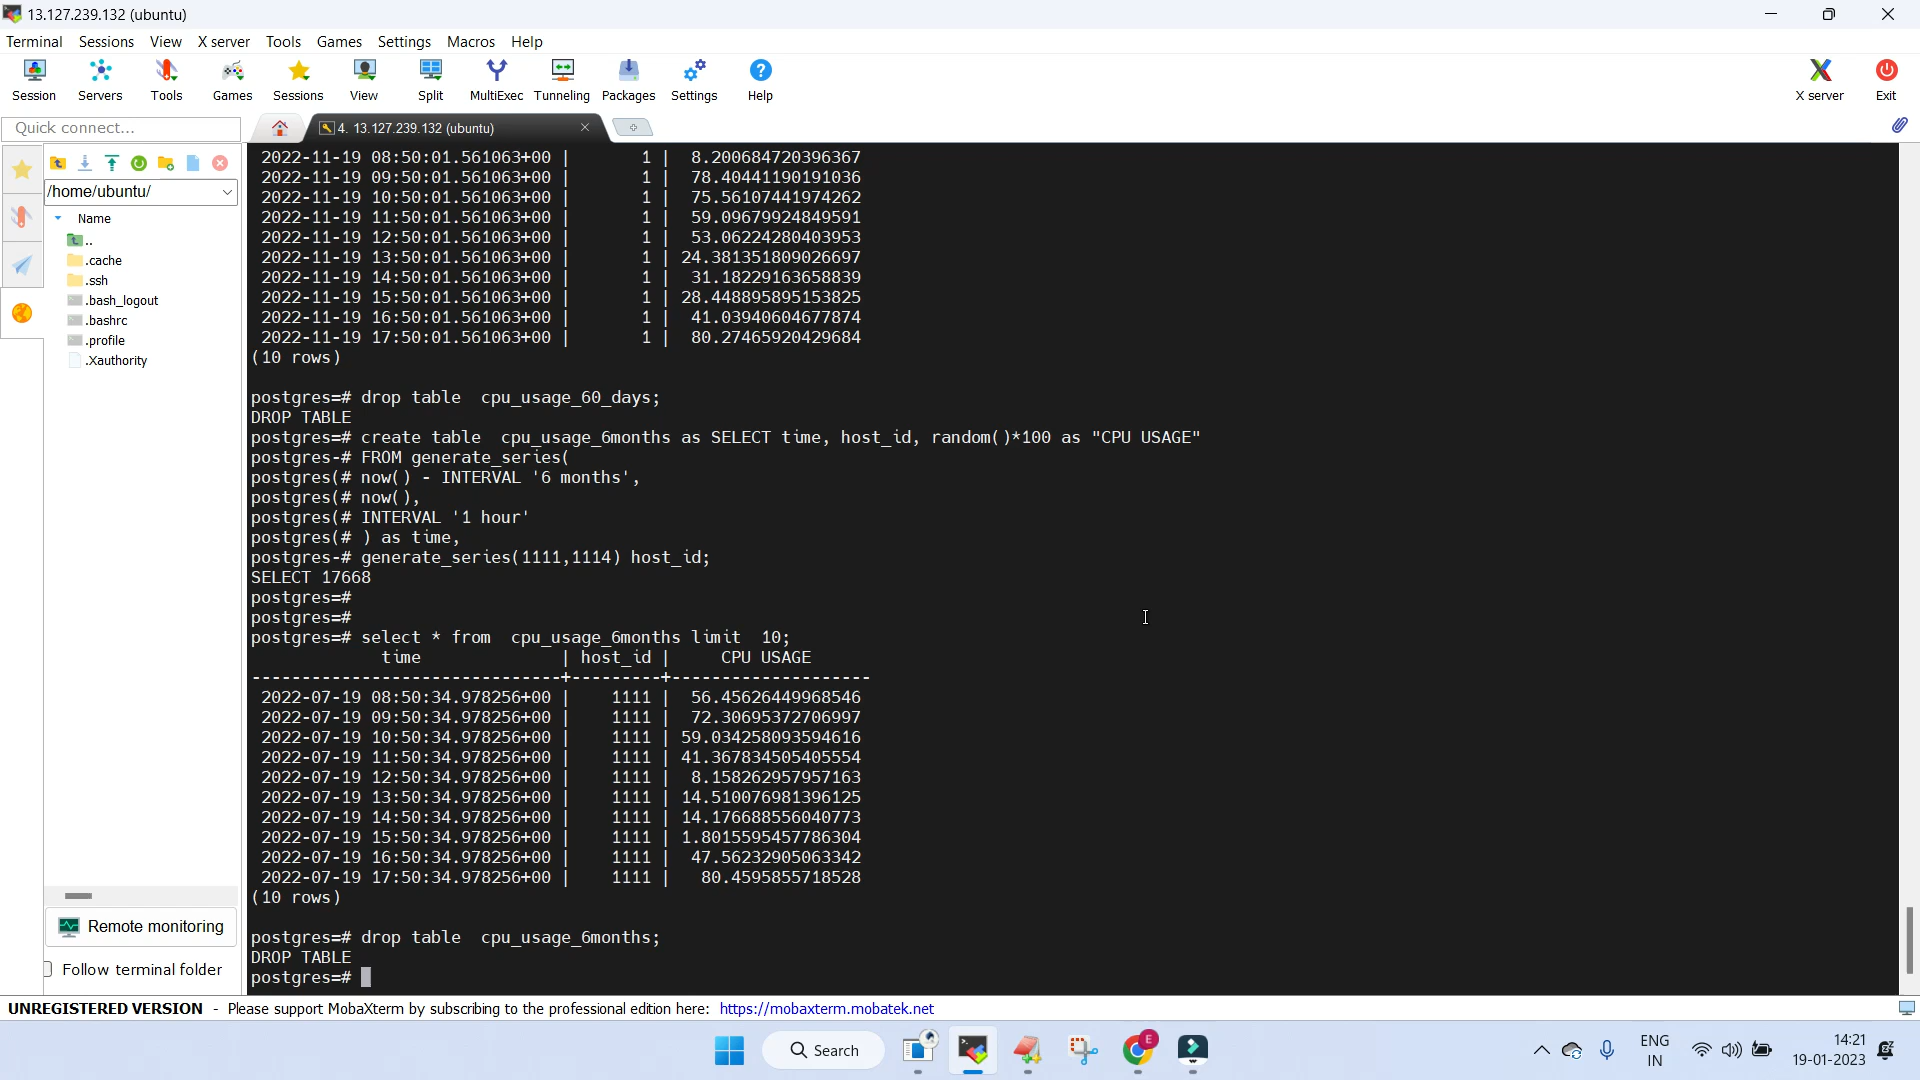 13.127.239.132 (ubuntu)
Terminal Sessions View X server Tools Games Settings Macros Help
Session Servers Tools Games Sessions View Split MultiExec Tunneling Packages Settings Help X server Exit
Quick connect...
4. 13.127.239.132 (ubuntu)
/home/ubuntu/
Name
..
.cache
.ssh
.bash_logout
.bashrc
.profile
.Xauthority
Remote monitoring
Follow terminal folder
2022-11-19 08:50:01.561063+00 | 1 | 8.200684720396367
2022-11-19 09:50:01.561063+00 | 1 | 78.40441190191036
2022-11-19 10:50:01.561063+00 | 1 | 75.56107441974262
2022-11-19 11:50:01.561063+00 | 1 | 59.09679924849591
2022-11-19 12:50:01.561063+00 | 1 | 53.06224280403953
2022-11-19 13:50:01.561063+00 | 1 | 24.381351809026697
2022-11-19 14:50:01.561063+00 | 1 | 31.18229163658839
2022-11-19 15:50:01.561063+00 | 1 | 28.448895895153825
2022-11-19 16:50:01.561063+00 | 1 | 41.03940604677874
2022-11-19 17:50:01.561063+00 | 1 | 80.27465920429684
(10 rows)
postgres=# drop table  cpu_usage_60_days;
DROP TABLE
postgres=# create table  cpu_usage_6months as SELECT time, host_id, random()*100 as "CPU USAGE"
postgres-# FROM generate_series(
postgres(# now() - INTERVAL '6 months',
postgres(# now(),
postgres(# INTERVAL '1 hour'
postgres(# ) as time,
postgres-# generate_series(1111,1114) host_id;
SELECT 17668
postgres=#
postgres=#
postgres=# select * from  cpu_usage_6months limit  10;
time | host_id | CPU USAGE
-------------------------------+---------+--------------------
2022-07-19 08:50:34.978256+00 | 1111 | 56.45626449968546
2022-07-19 09:50:34.978256+00 | 1111 | 72.30695372706997
2022-07-19 10:50:34.978256+00 | 1111 | 59.034258093594616
2022-07-19 11:50:34.978256+00 | 1111 | 41.367834505405554
2022-07-19 12:50:34.978256+00 | 1111 | 8.158262957957163
2022-07-19 13:50:34.978256+00 | 1111 | 14.510076981396125
2022-07-19 14:50:34.978256+00 | 1111 | 14.176688556040773
2022-07-19 15:50:34.978256+00 | 1111 | 1.8015595457786304
2022-07-19 16:50:34.978256+00 | 1111 | 47.56232905063342
2022-07-19 17:50:34.978256+00 | 1111 | 80.4595855718528
(10 rows)
postgres=# drop table  cpu_usage_6months;
DROP TABLE
postgres=#
UNREGISTERED VERSION - Please support MobaXterm by subscribing to the professional edition here: https://mobaxterm.mobatek.net
Search
E
ENG
IN
14:21
19-01-2023